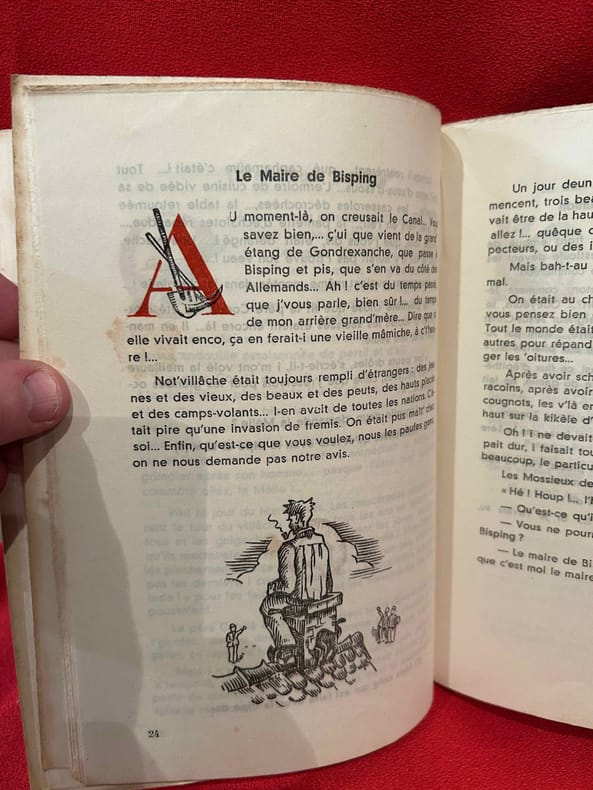 Le Maire de Bisping
AU moment-là, on creusait le Canal... Vous
savez bien,... ç'ui que vient de la grand
étang de Gondrexanche, que passe à
Bisping et pis, que s'en va du côté des
Allemands... Ah ! c'est du temps passé
que j'vous parle, bien sûr !... du temps
de mon arrière grand'mère... Dire que si
elle vivait enco, ça en ferait-i une vieille mâmiche, à c't'heu-
re !...
Not'villâche était toujours rempli d'étrangers : des jeu-
nes et des vieux, des beaux et des peuts, des hauts placés
et des camps-volants... I-en avait de toutes les nations. C'é-
tait pire qu'une invasion de fremis. On était pus maît' chez
soi... Enfin, qu'est-ce que vous voulez, nous les paufes gens,
on ne nous demande pas notre avis.
24
Un jour deun
mencent, trois bea
vait être de la hau
allez !... quêque c
pecteurs, ou des i
Mais bah-t-au
mal.
On était au ch
vous pensez bien
Tout le monde était
autres pour répand
ger les 'oitures...
Après avoir sch
racoins, après avoir
cougnots, les v'là en
haut sur la kikèle d'
Oh ! i ne devait
pait dur, i faisait tou
beaucoup, le particu
Les Mossieux de
« Hé ! Houp !... l'h
— Qu'est-ce qu'i
— Vous ne pourr
Bisping ?
— Le maire de Bi
que c'est moi le maire